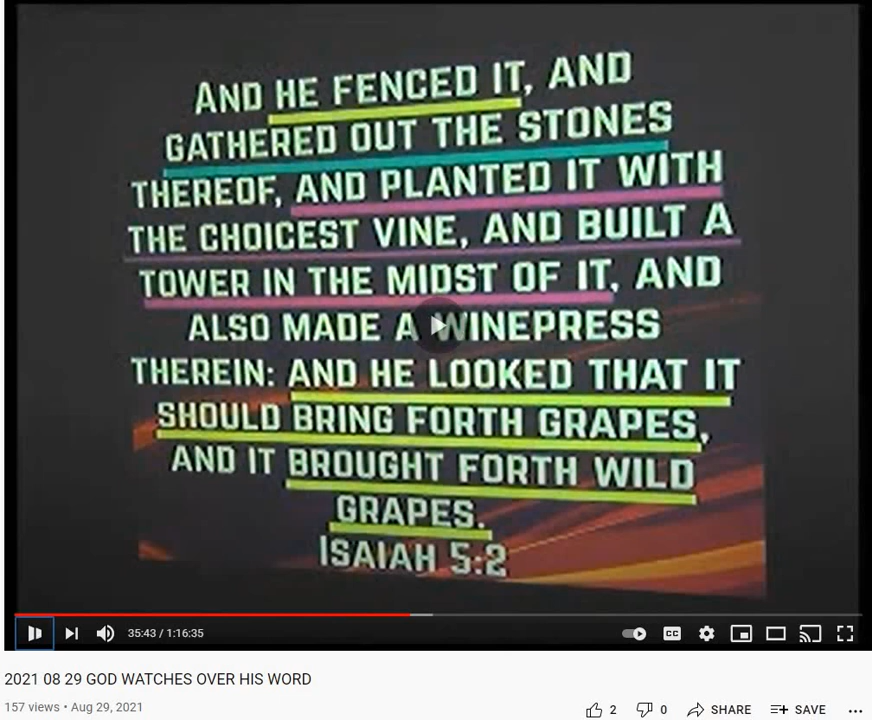 AND HE FENCED IT, AND
GATHERED OUT THE STONES
THEREOF, AND PLANTED IT WITH
THE CHOICEST VINE, AND BUILT A
TOWER IN THE MIDST OF IT, AND
ALSO MADE A WINEPRESS
THEREIN: AND HE LOOKED THAT IT
SHOULD BRING FORTH GRAPES,
AND IT BROUGHT FORTH WILD
GRAPES.
ISAIAH 5:2
35:43 / 1:16:35
CC
2021 08 29 GOD WATCHES OVER HIS WORD
157 views • Aug 29, 2021
2
0
SHARE
SAVE